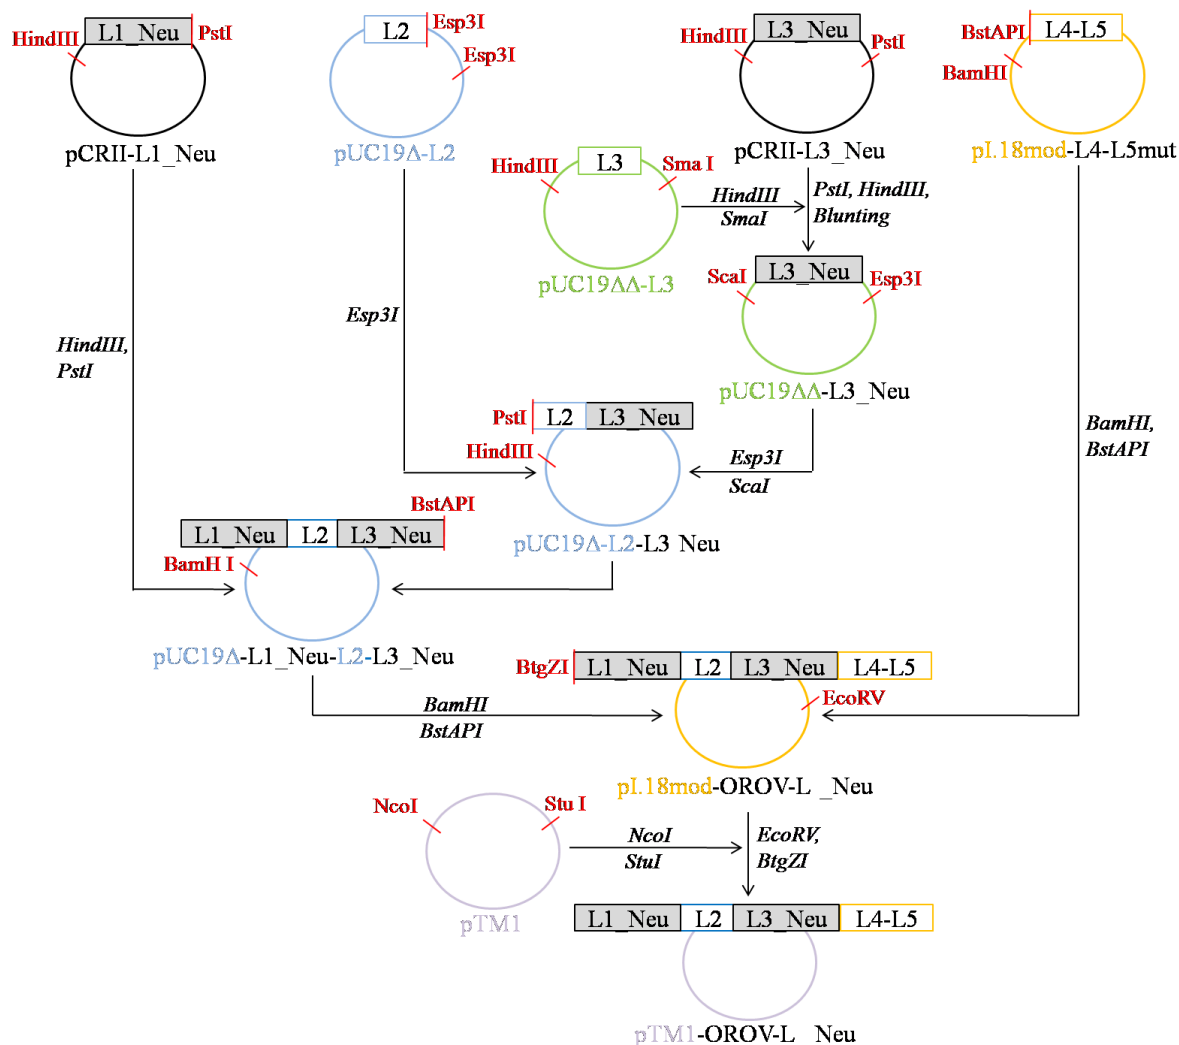 HindIII
L1_Neu
PstI
pCRII-L1_Neu
L2
Esp3I
Esp3I
pUC19Δ-L2
HindIII
L3_Neu
PstI
pCRII-L3_Neu
BstAPI
L4-L5
BamHI
pI.18mod-L4-L5mut
HindIII
L3
Sma I
pUC19ΔΔ-L3
HindIII
SmaI
PstI, HindIII,
Blunting
ScaI
L3_Neu
Esp3I
pUC19ΔΔ-L3_Neu
HindIII,
PstI
Esp3I
BamHI,
BstAPI
PstI
L2
L3_Neu
HindIII
pUC19Δ-L2-L3 Neu
Esp3I
ScaI
BstAPI
L1_Neu
L2
L3_Neu
BamH I
pUC19Δ-L1_Neu-L2-L3_Neu
BamHI
BstAPI
BtgZI
L1_Neu
L2
L3_Neu
L4-L5
EcoRV
pI.18mod-OROV-L _Neu
NcoI
Stu I
pTM1
NcoI
StuI
EcoRV,
BtgZI
L1_Neu
L2
L3_Neu
L4-L5
pTM1-OROV-L _Neu